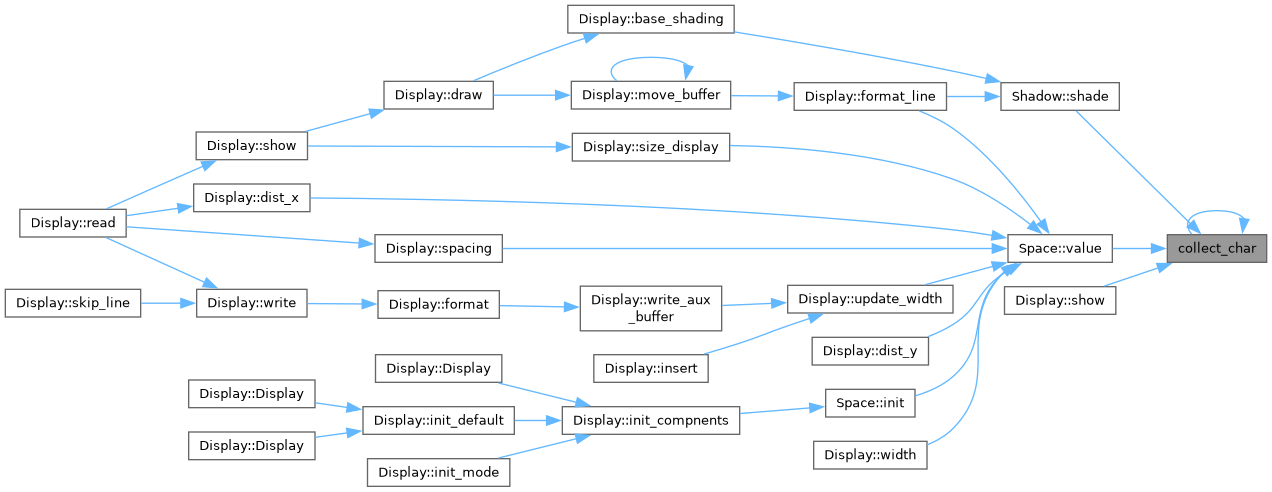 Display::base_shading
Display::draw
Display::move_buffer
Display::format_line
Shadow::shade
Display::show
Display::size_display
Display::dist_x
Display::read
Display::spacing
Space::value
collect_char
Display::skip_line
Display::write
Display::format
Display::write_aux
_buffer
Display::update_width
Display::show
Display::dist_y
Display::insert
Display::Display
Display::Display
Space::init
Display::init_default
Display::init_compnents
Display::Display
Display::width
Display::init_mode